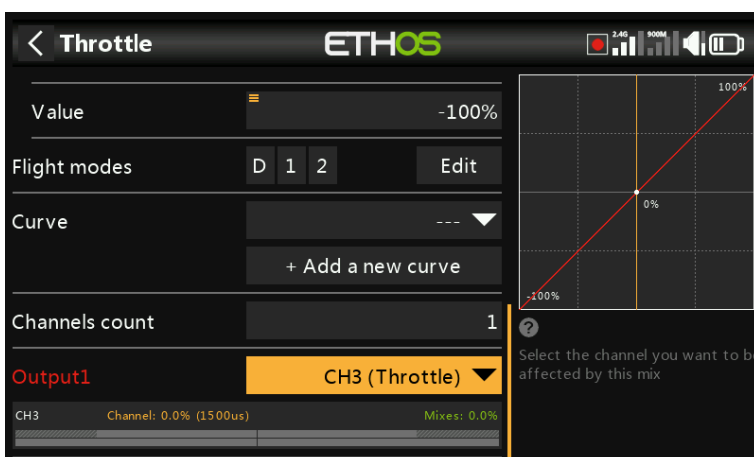 Throttle
ETHOS
2.4G
900M
Value
-100%
Flight modes
D 1 2
Edit
Curve
---
+ Add a new curve
Channels count
1
Output1
CH3 (Throttle)
CH3
Channel: 0.0% (1500us)
Mixes: 0.0%
100%
0%
-100%
?
Select the channel you want to be
affected by this mix